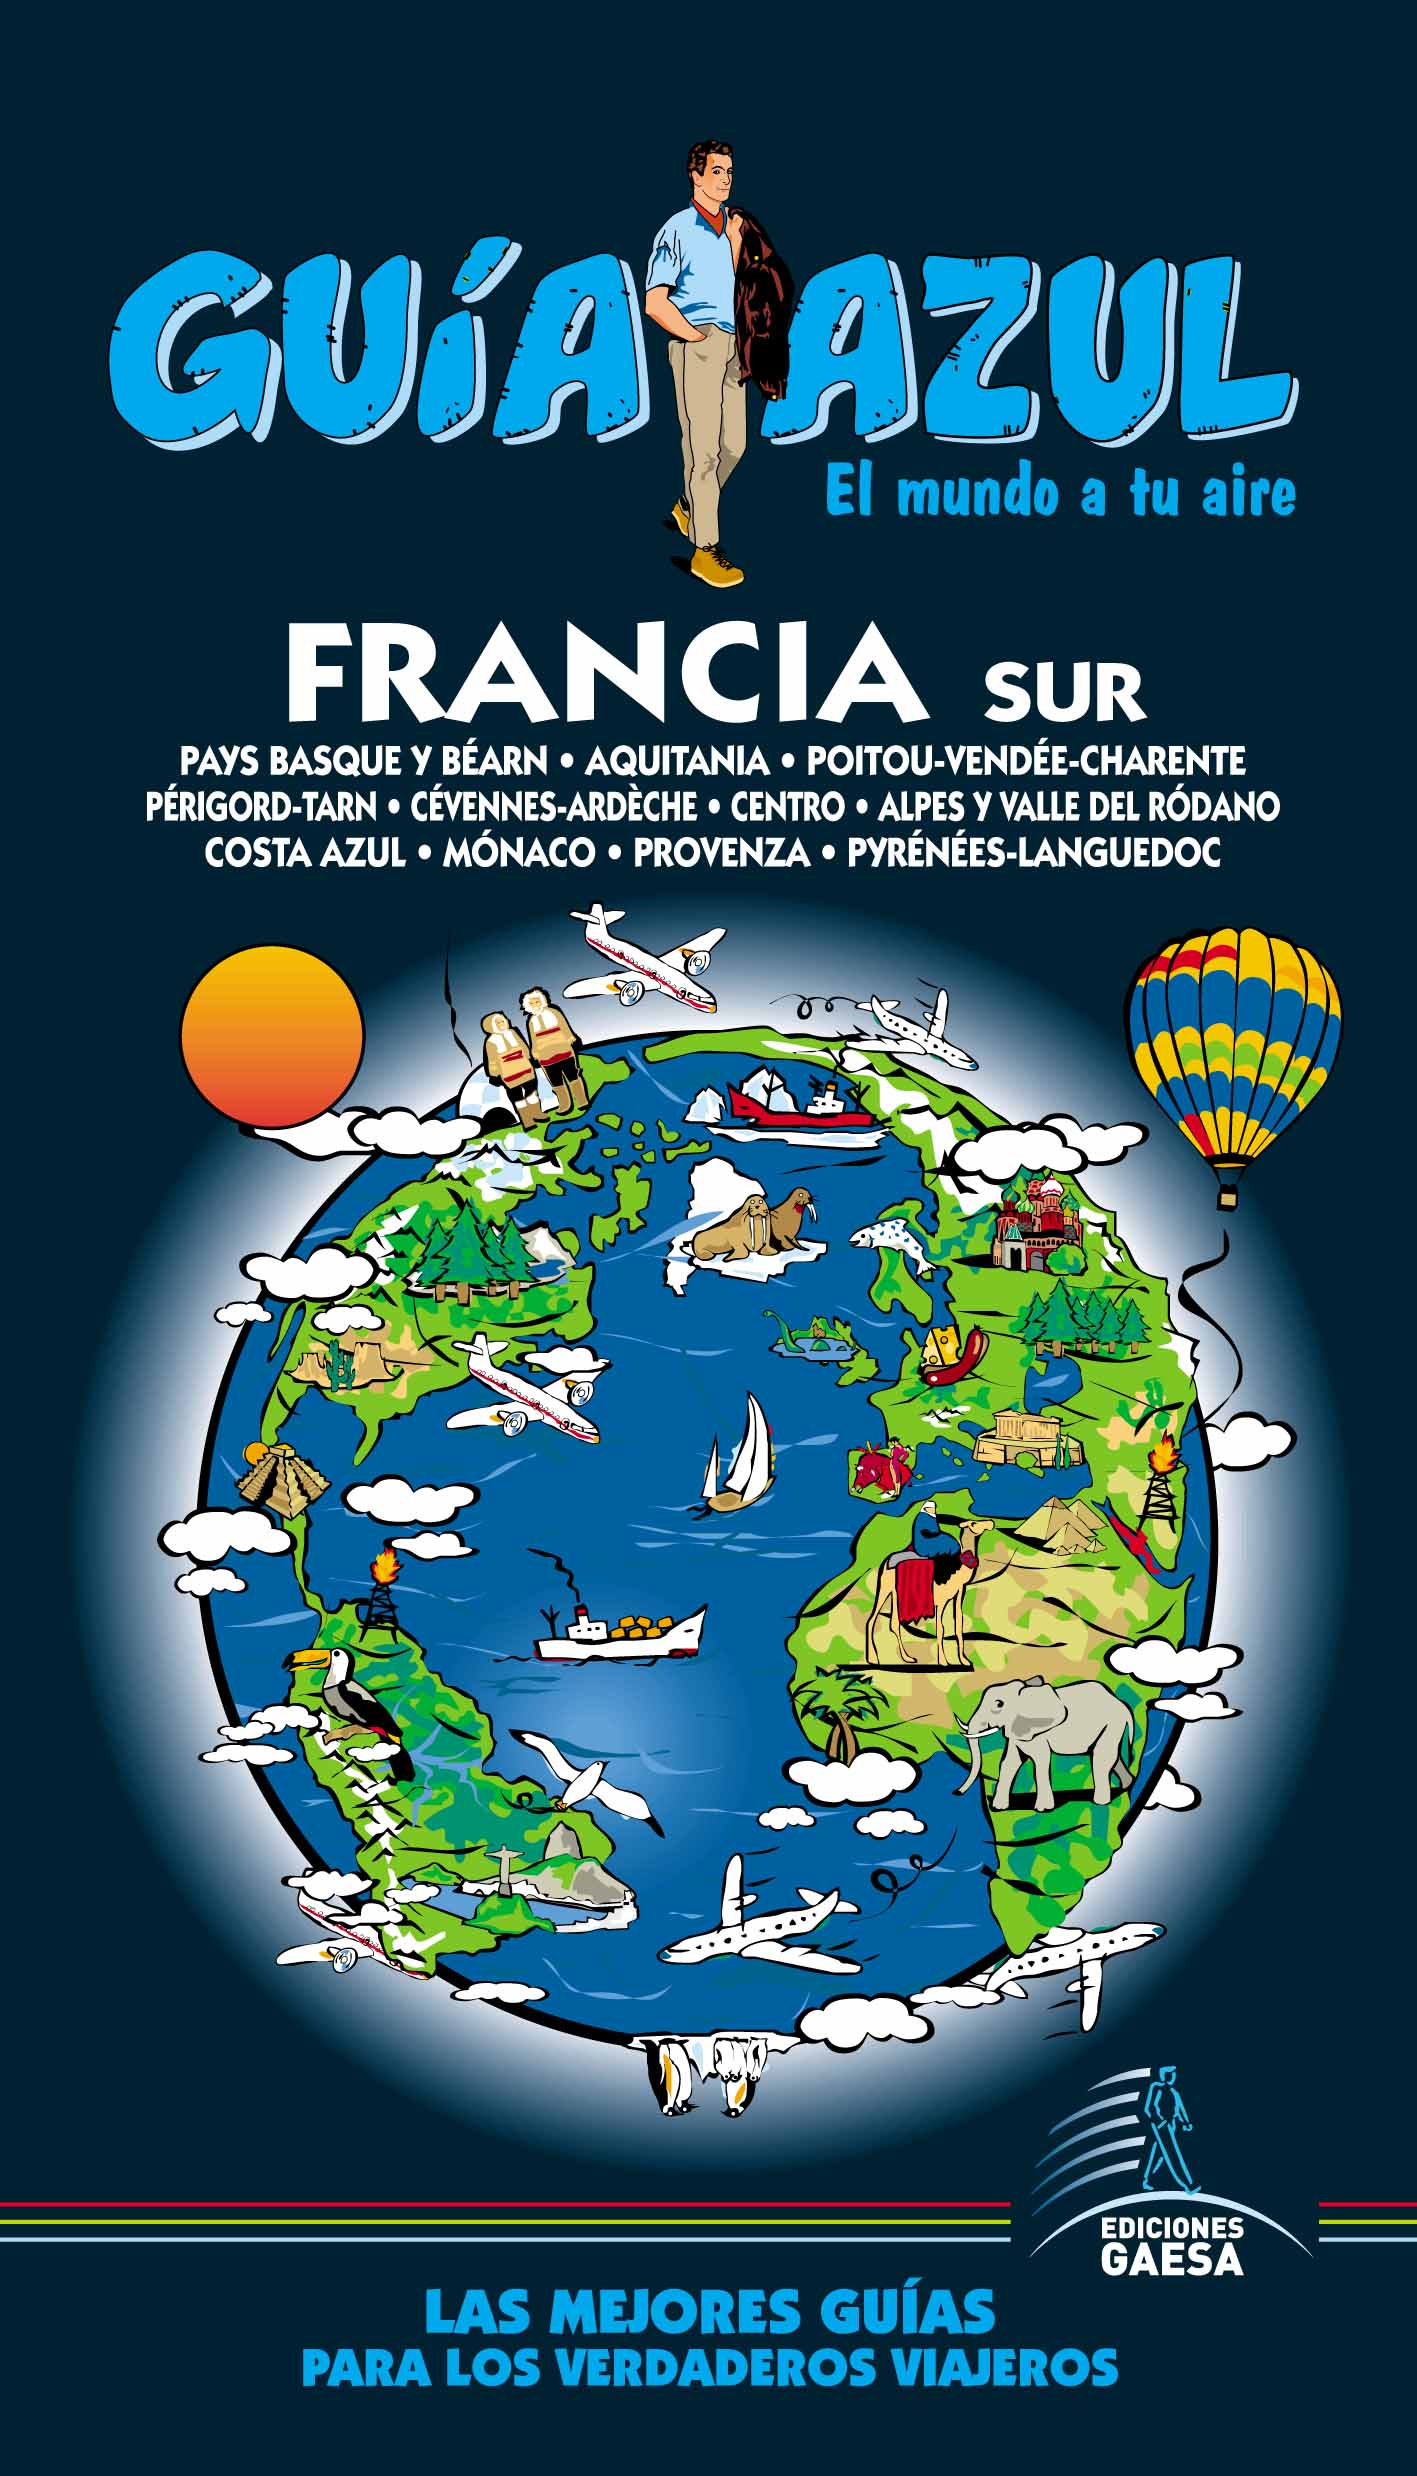 GUÍA AZUL
El mundo a tu aire
FRANCIA SUR
PAYS BASQUE Y BÉARN • AQUITANIA • POITOU-VENDÉE-CHARENTE
PÉRIGORD-TARN • CÉVENNES-ARDÈCHE • CENTRO • ALPES Y VALLE DEL RÓDANO
COSTA AZUL • MÓNACO • PROVENZA • PYRÉNÉES-LANGUEDOC
EDICIONES
GAESA
LAS MEJORES GUÍAS
PARA LOS VERDADEROS VIAJEROS